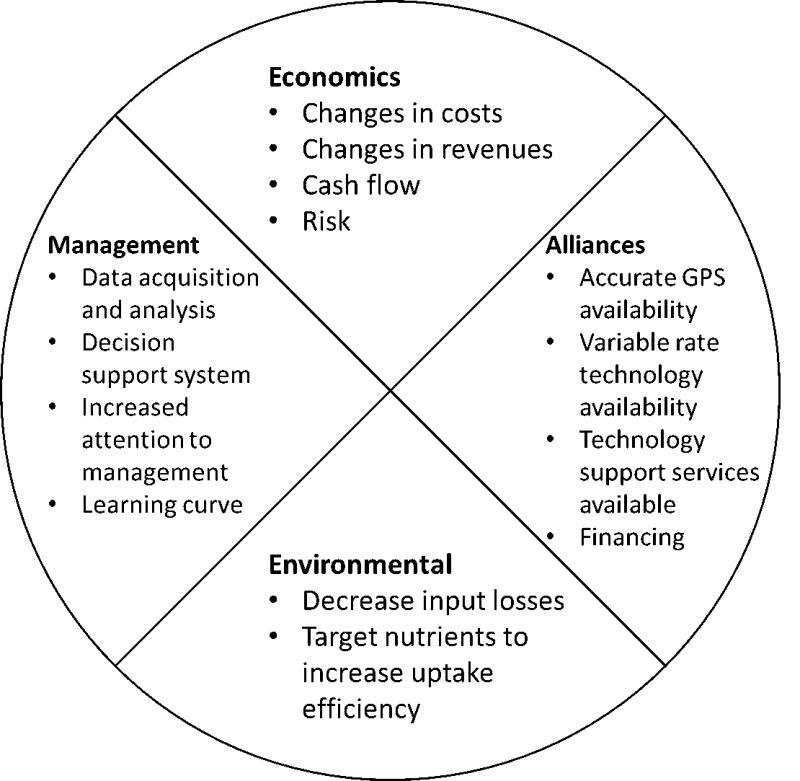 Economics
• Changes in costs
• Changes in revenues
• Cash flow
• Risk
Management
• Data acquisition
and analysis
• Decision
support system
• Increased
attention to
management
• Learning curve
Alliances
• Accurate GPS
availability
• Variable rate
technology
availability
• Technology
support services
available
• Financing
Environmental
• Decrease input losses
• Target nutrients to
increase uptake
efficiency